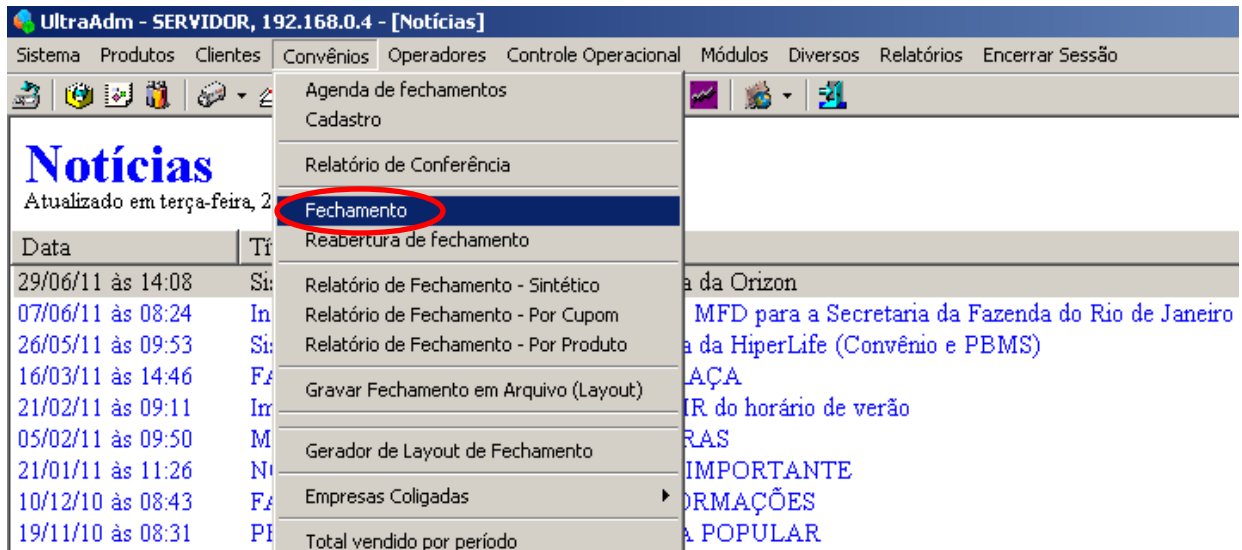 UltraAdm - SERVIDOR, 192.168.0.4 - [Notícias]
Sistema Produtos Clientes Convênios Operadores Controle Operacional Módulos Diversos Relatórios Encerrar Sessão
Agenda de fechamentos
Cadastro
Relatório de Conferência
Fechamento
Reabertura de fechamento
Relatório de Fechamento - Sintético
Relatório de Fechamento - Por Cupom
Relatório de Fechamento - Por Produto
Gravar Fechamento em Arquivo (Layout)
Gerador de Layout de Fechamento
Empresas Coligadas
Total vendido por período
Notícias
Atualizado em terça-feira, 2
Data
29/06/11 às 14:08 a da Orizon
07/06/11 às 08:24 In MFD para a Secretaria da Fazenda do Rio de Janeiro
26/05/11 às 09:53 a da HiperLife (Convênio e PBMS)
16/03/11 às 14:46 LAÇA
21/02/11 às 09:11 IR do horário de verão
05/02/11 às 09:50 M RAS
21/01/11 às 11:26 IMPORTANTE
10/12/10 às 08:43 ORMAÇÕES
19/11/10 às 08:31 A POPULAR